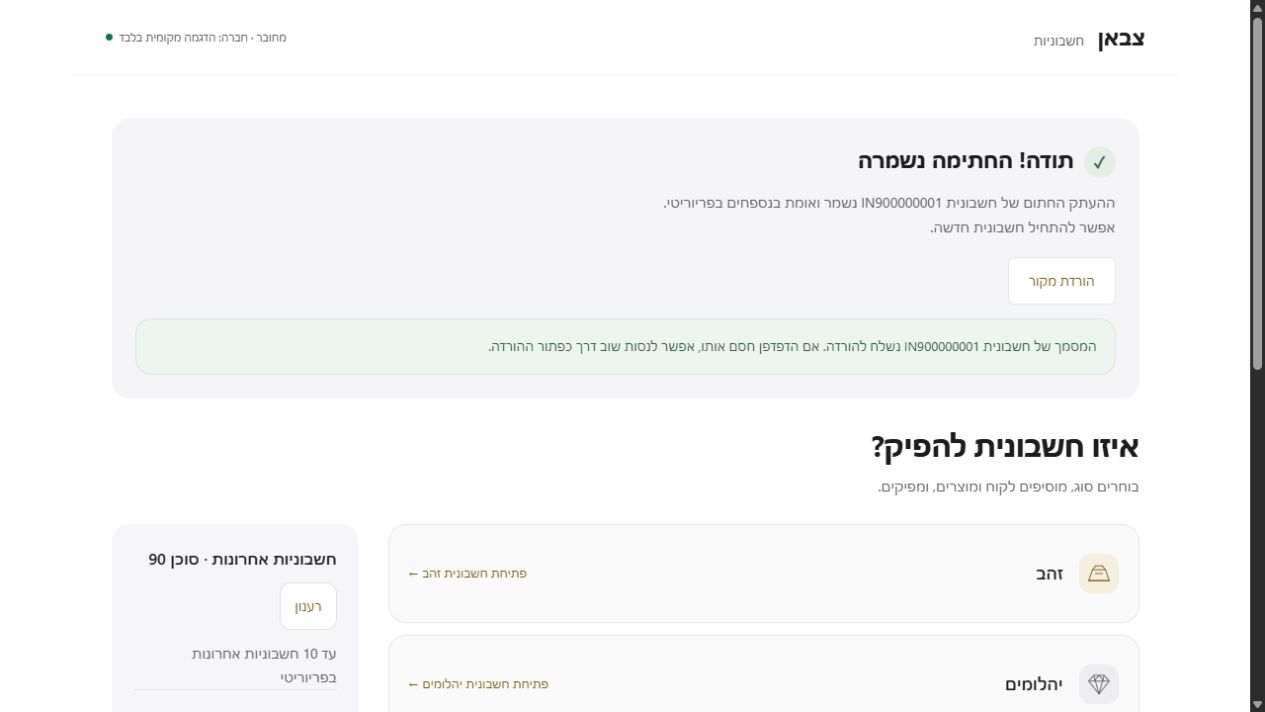 צבאן חשבוניות
מחובר · חברה: הדגמה מקומית בלבד
✓ תודה! החתימה נשמרה
ההעתק החתום של חשבונית IN900000001 נשמר ואומת בנספחים בפריוריטי.
אפשר להתחיל חשבונית חדשה.
הורדת מקור
המסמך של חשבונית IN900000001 נשלח להורדה. אם הדפדפן חסם אותו, אפשר לנסות שוב דרך כפתור ההורדה.
איזו חשבונית להפיק?
בוחרים סוג, מוסיפים לקוח ומוצרים, ומפיקים.
זהב
פתיחת חשבונית זהב ←
יהלומים
פתיחת חשבונית יהלומים ←
חשבוניות אחרונות · סוכן 90
רענון
עד 10 חשבוניות אחרונות
בפריוריטי